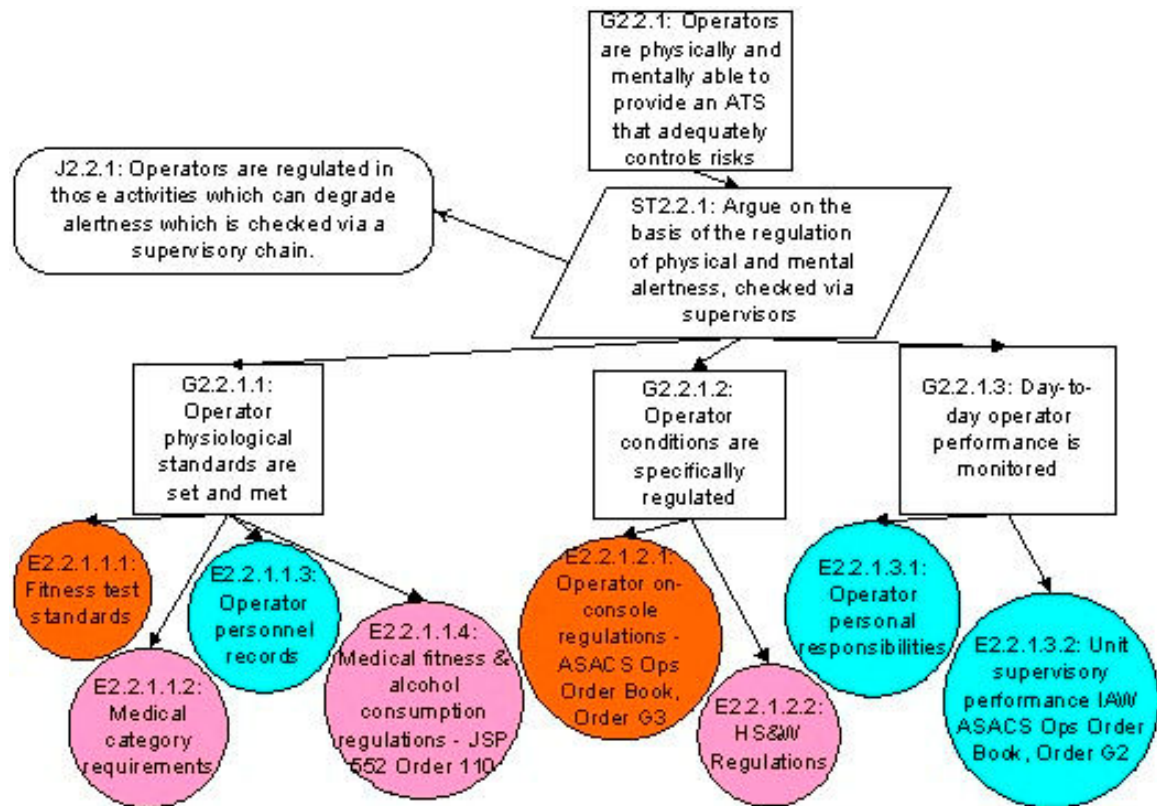 G2.2.1: Operators
are physically and
mentally able to
provide an ATS
that adequately
controls risks
J2.2.1: Operators are regulated in
those activities which can degrade
alertness which is checked via a
supervisory chain.
ST2.2.1: Argue on the
basis of the regulation
of physical and mental
alertness, checked via
supervisors
G2.2.1.1:
Operator
physiological
standards are
set and met
G2.2.1.2:
Operator
conditions are
specifically
regulated
G2.2.1.3: Day-to-
day operator
performance is
monitored
E2.2.1.1.1:
Fitness test
standards
E2.2.1.1.2:
Medical
category
requirements
E2.2.1.1.3:
Operator
personnel
records
E2.2.1.1.4:
Medical fitness &
alcohol
consumption
regulations - JSP
552 Order 110
E2.2.1.2.1:
Operator on-
console
regulations -
ASACS Ops
Order Book,
Order G3
E2.2.1.2.2:
HS&W
Regulations
E2.2.1.3.1:
Operator
personal
responsibilities
E2.2.1.3.2: Unit
supervisory
performance IAW
ASACS Ops Order
Book, Order G2